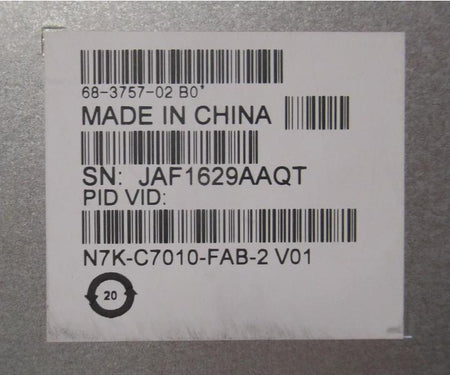 68-3757-02 B0*
MADE IN CHINA
SN: JAF1629AAQT
PID VID:
N7K-C7010-FAB-2 V01
20